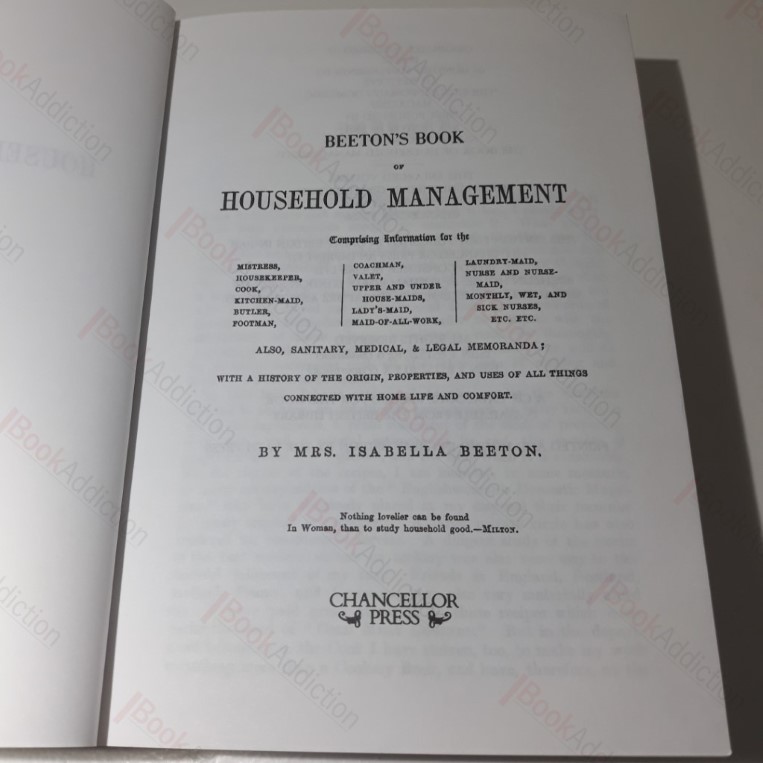 BEETON'S BOOK
OF
HOUSEHOLD MANAGEMENT
Comprising Information for the
MISTRESS,
HOUSEKEEPER,
COOK,
KITCHEN-MAID,
BUTLER,
FOOTMAN,
COACHMAN,
VALET,
UPPER AND UNDER
HOUSE-MAIDS,
LADY'S-MAID,
MAID-OF-ALL-WORK,
LAUNDRY-MAID,
NURSE AND NURSE-
MAID,
MONTHLY, WET, AND
SICK NURSES,
ETC. ETC.
ALSO, SANITARY, MEDICAL, & LEGAL MEMORANDA;
WITH A HISTORY OF THE ORIGIN, PROPERTIES, AND USES OF ALL THINGS
CONNECTED WITH HOME LIFE AND COMFORT.
BY MRS. ISABELLA BEETON.
Nothing lovelier can be found
In Woman, than to study household good.—MILTON.
CHANCELLOR
PRESS
BookAddiction